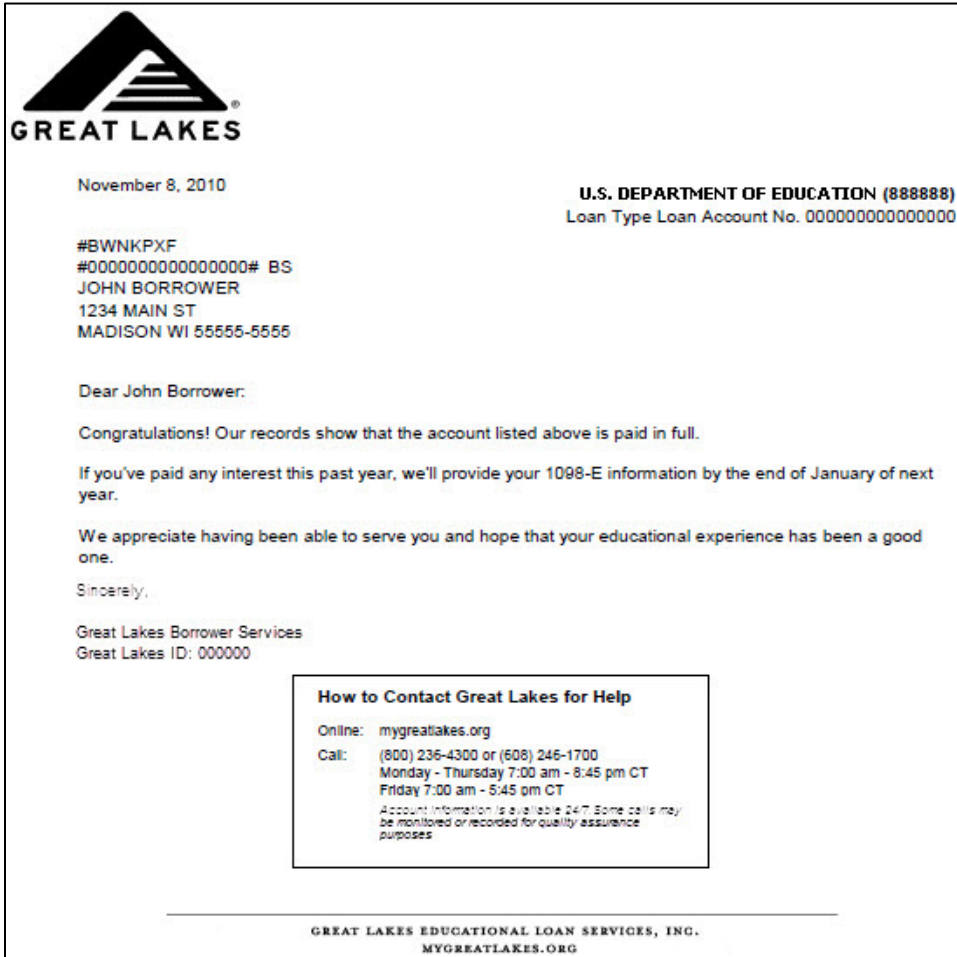 GREAT LAKES®
November 8, 2010
U.S. DEPARTMENT OF EDUCATION (888888)
Loan Type Loan Account No. 000000000000000
#BWNKPXF
#0000000000000000# BS
JOHN BORROWER
1234 MAIN ST
MADISON WI 55555-5555
Dear John Borrower:
Congratulations! Our records show that the account listed above is paid in full.
If you've paid any interest this past year, we'll provide your 1098-E information by the end of January of next
year.
We appreciate having been able to serve you and hope that your educational experience has been a good
one.
Sincerely,
Great Lakes Borrower Services
Great Lakes ID: 000000
How to Contact Great Lakes for Help
Online: mygreatlakes.org
Call: (800) 236-4300 or (608) 246-1700
Monday - Thursday 7:00 am - 8:45 pm CT
Friday 7:00 am - 5:45 pm CT
Account information is available 24/7. Some calls may
be monitored or recorded for quality assurance
purposes
GREAT LAKES EDUCATIONAL LOAN SERVICES, INC.
MYGREATLAKES.ORG